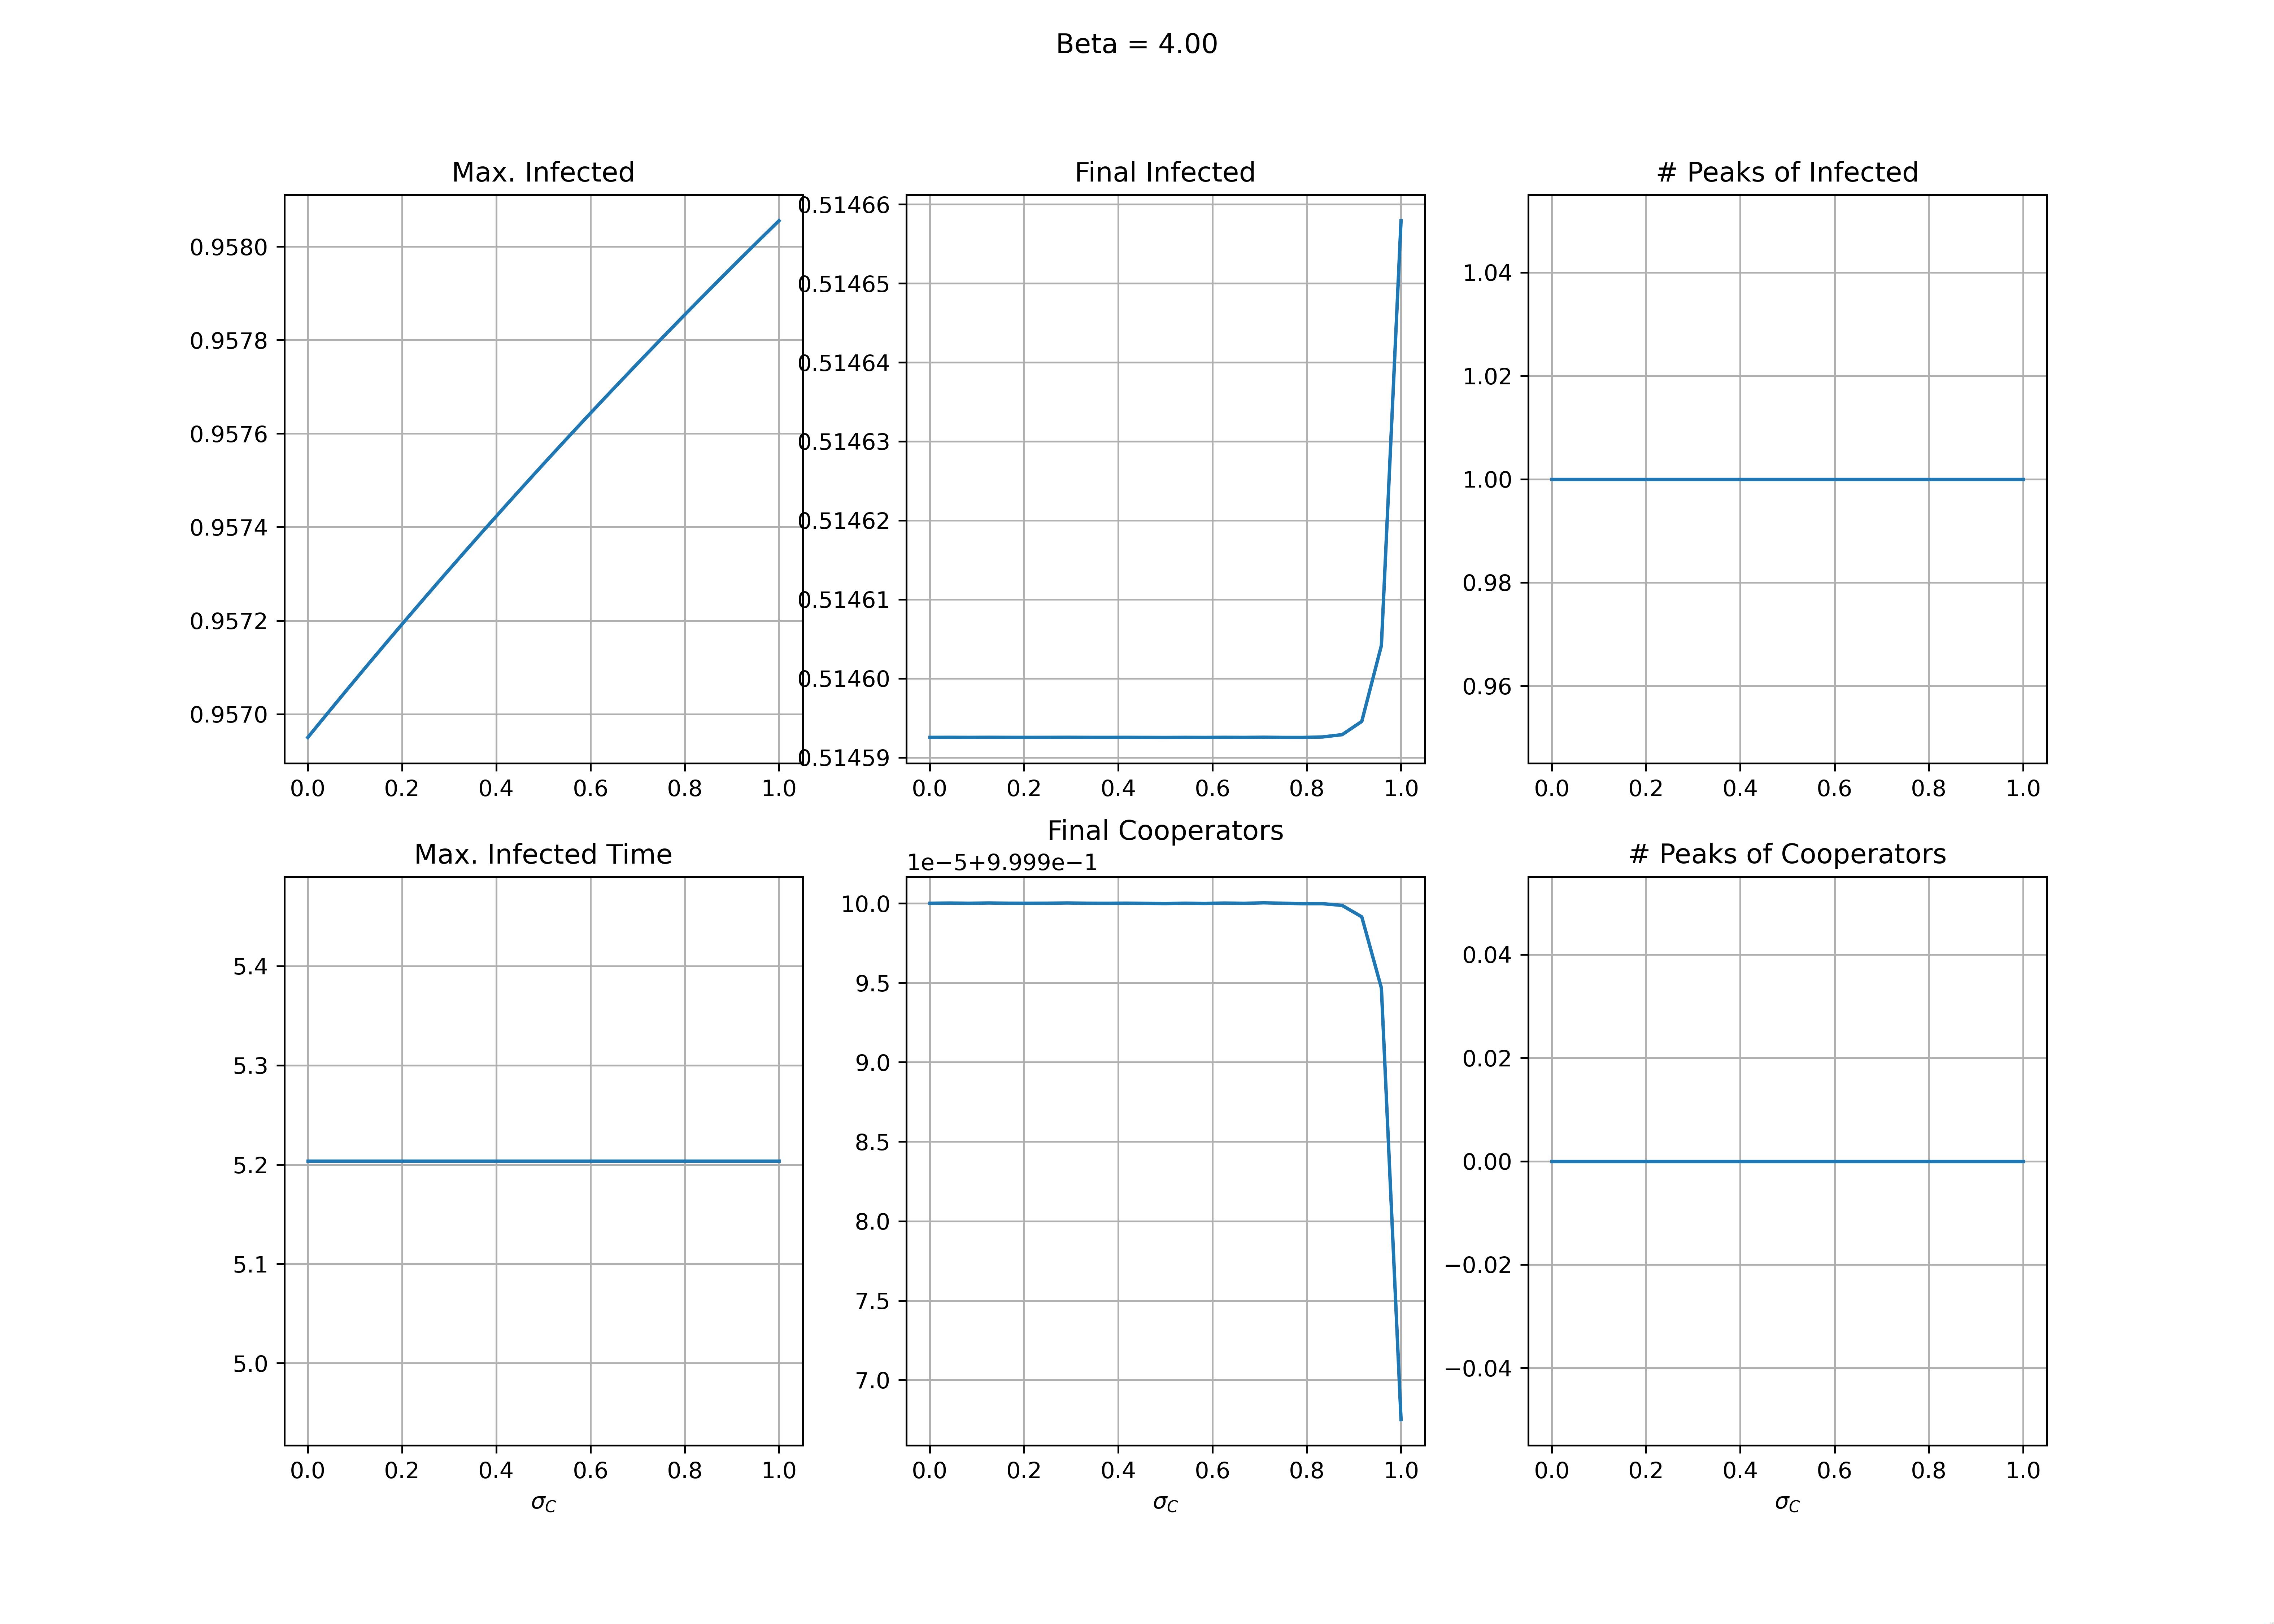 Beta = 4.00
Max. Infected
0.9580
0.9578
0.9576
0.9574
0.9572
0.9570
0.0 0.2 0.4 0.6 0.8 1.0
Final Infected
0.51466
0.51465
0.51464
0.51463
0.51462
0.51461
0.51460
0.51459
0.0 0.2 0.4 0.6 0.8 1.0
# Peaks of Infected
1.04
1.02
1.00
0.98
0.96
0.0 0.2 0.4 0.6 0.8 1.0
Max. Infected Time
5.4
5.3
5.2
5.1
5.0
0.0 0.2 0.4 0.6 0.8 1.0
σC
Final Cooperators
1e−5+9.999e−1
10.0
9.5
9.0
8.5
8.0
7.5
7.0
0.0 0.2 0.4 0.6 0.8 1.0
σC
# Peaks of Cooperators
0.04
0.02
0.00
−0.02
−0.04
0.0 0.2 0.4 0.6 0.8 1.0
σC